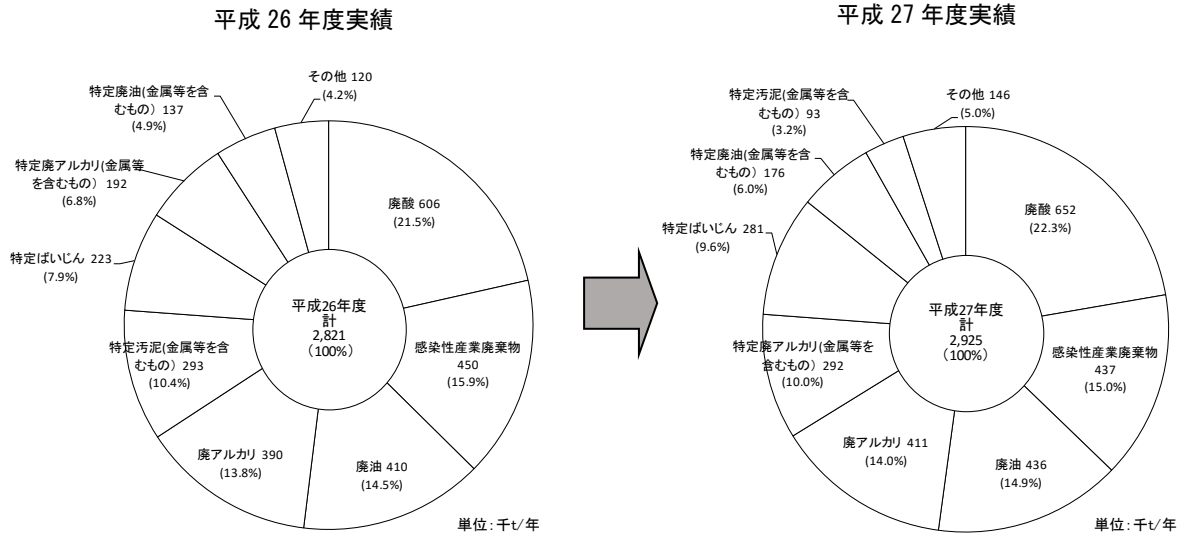 平成 26 年度実績
その他 120
(4.2%)
特定廃油(金属等を含
むもの) 137
(4.9%)
特定廃アルカリ(金属等
を含むもの) 192
(6.8%)
特定ばいじん 223
(7.9%)
特定汚泥(金属等を含
むもの) 293
(10.4%)
廃アルカリ 390
(13.8%)
廃油 410
(14.5%)
感染性産業廃棄物
450
(15.9%)
廃酸 606
(21.5%)
平成26年度
計
2,821
(100%)
単位:千t/年
平成 27 年度実績
その他 146
(5.0%)
特定汚泥(金属等を含
むもの) 93
(3.2%)
特定廃油(金属等を含
むもの) 176
(6.0%)
特定ばいじん 281
(9.6%)
特定廃アルカリ(金属等を
含むもの) 292
(10.0%)
廃アルカリ 411
(14.0%)
廃油 436
(14.9%)
感染性産業廃棄物
437
(15.0%)
廃酸 652
(22.3%)
平成27年度
計
2,925
(100%)
単位:千t/年